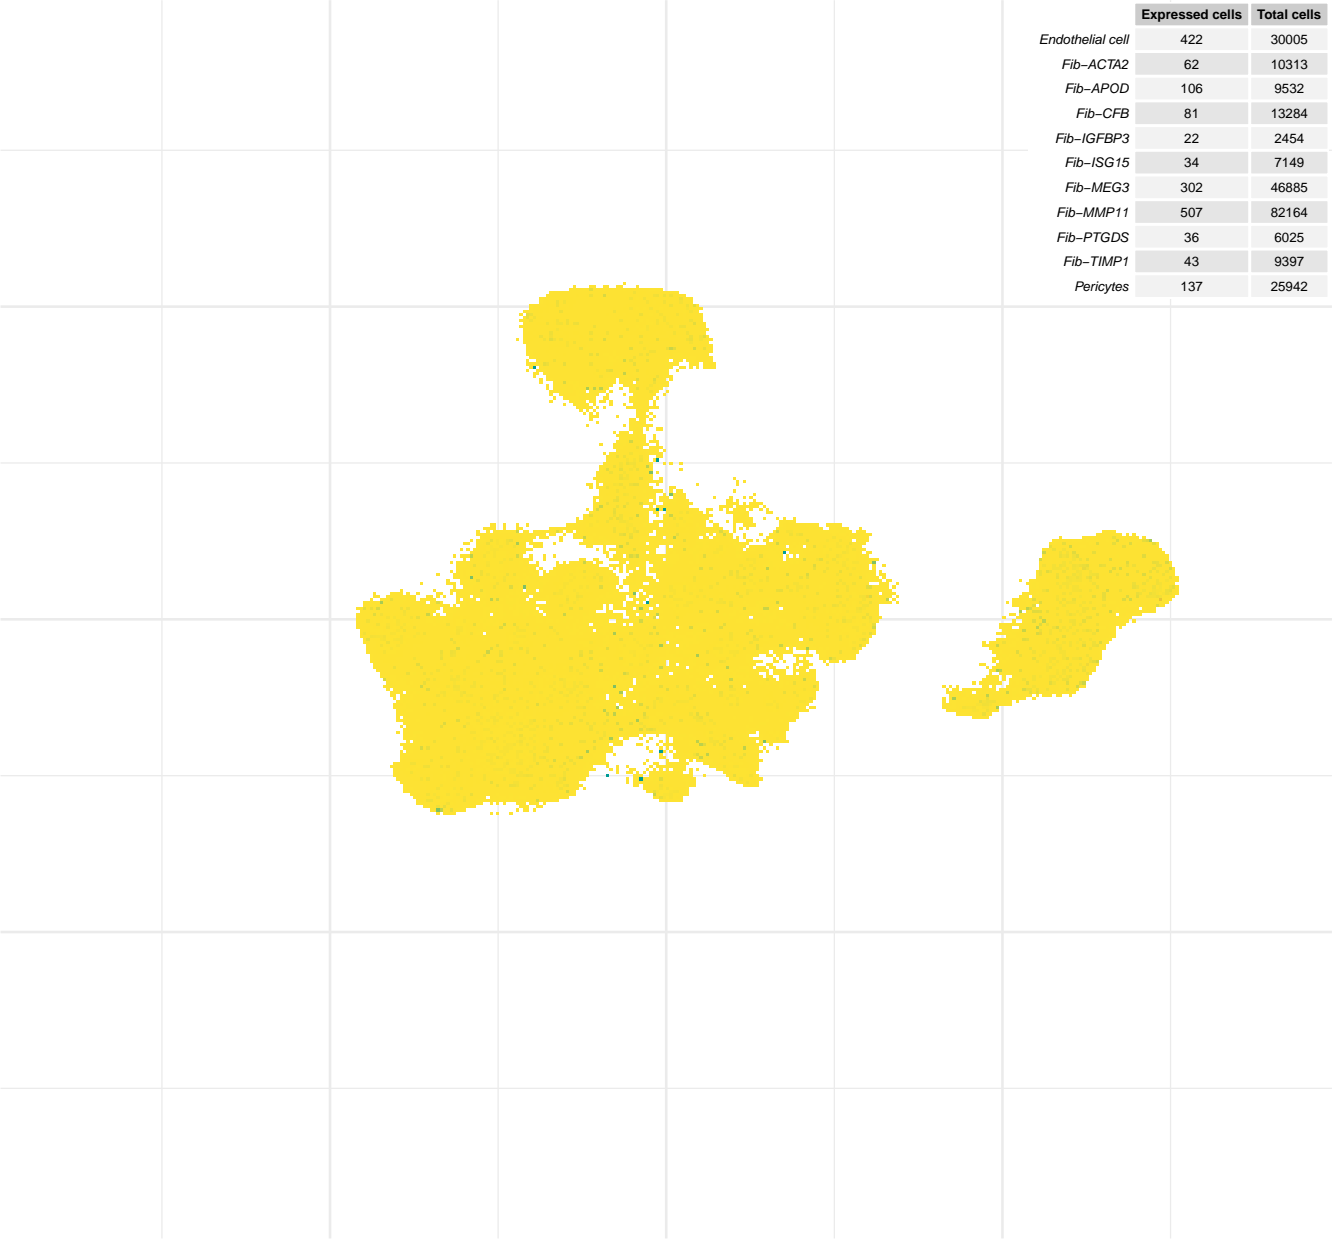 Expressed cells Total cells
Endothelial cell 422 30005
Fib−ACTA2 62 10313
Fib−APOD 106 9532
Fib−CFB 81 13284
Fib−IGFBP3 22 2454
Fib−ISG15 34 7149
Fib−MEG3 302 46885
Fib−MMP11 507 82164
Fib−PTGDS 36 6025
Fib−TIMP1 43 9397
Pericytes 137 25942